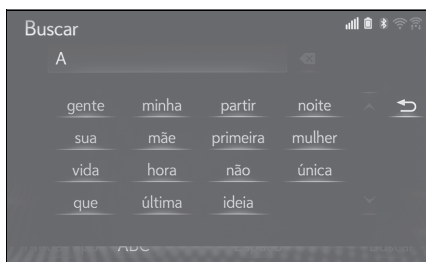 Buscar
A
gente minha partir noite
sua mãe primeira mulher
vida hora não única
que última ideia
ABC